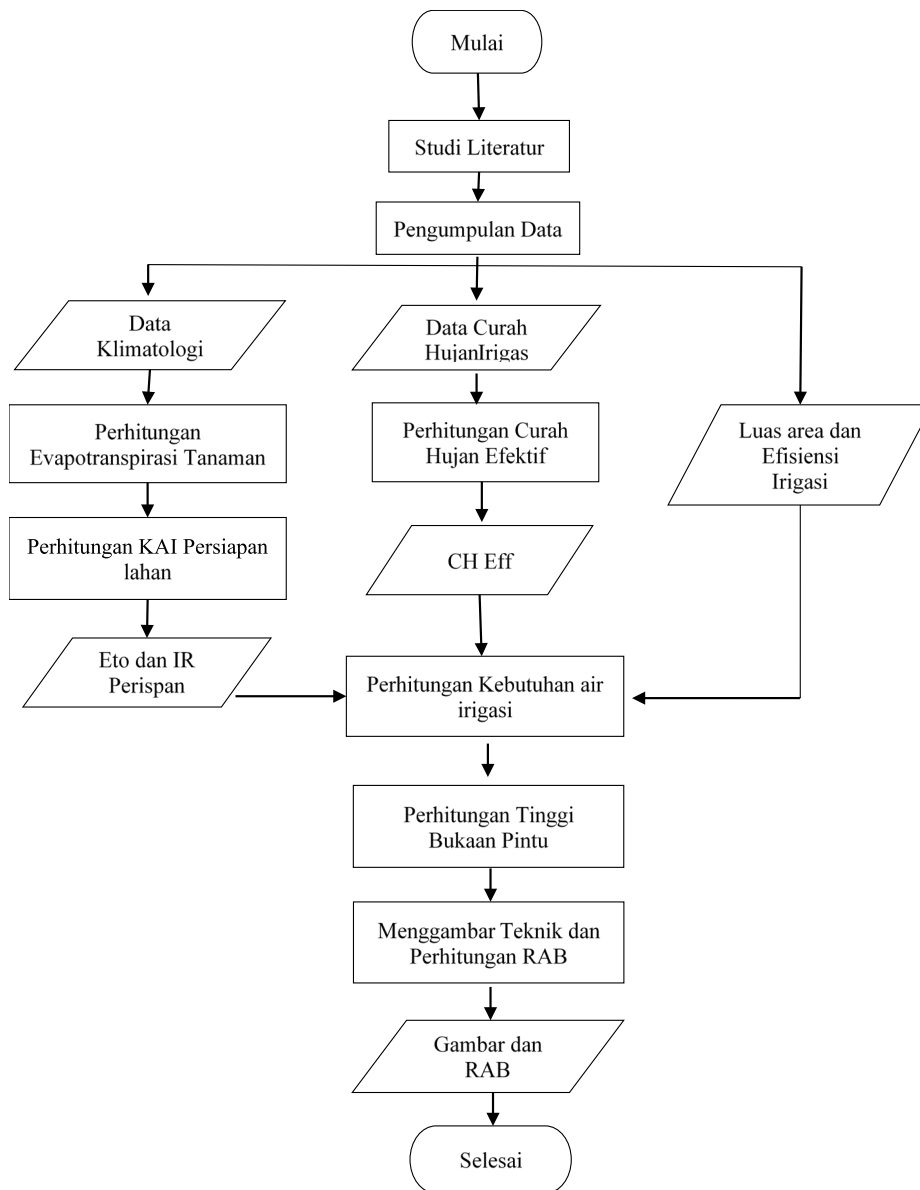 Mulai
Studi Literatur
Pengumpulan Data
Data
Klimatologi
Data Curah
HujanIrigas
Perhitungan
Evapotranspirasi Tanaman
Perhitungan Curah
Hujan Efektif
Luas area dan
Efisiensi
Irigasi
Perhitungan KAI Persiapan
lahan
CH Eff
Eto dan IR
Perispan
Perhitungan Kebutuhan air
irigasi
Perhitungan Tinggi
Bukaan Pintu
Menggambar Teknik dan
Perhitungan RAB
Gambar dan
RAB
Selesai